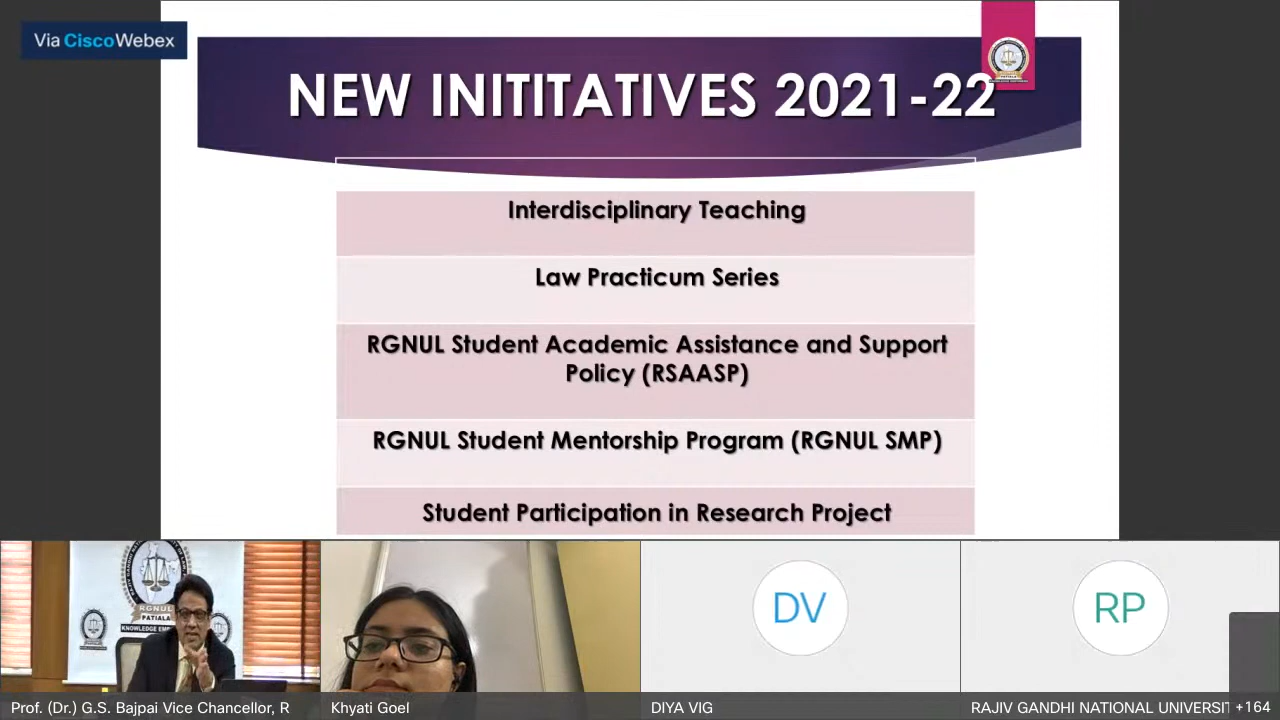 Via CiscoWebex
NEW INITITATIVES 2021-22
Interdisciplinary Teaching
Law Practicum Series
RGNUL Student Academic Assistance and Support
Policy (RSAASP)
RGNUL Student Mentorship Program (RGNUL SMP)
Student Participation in Research Project
RGNUL
PATIALA
DV
RP
Prof. (Dr.) G.S. Bajpai Vice Chancellor, R
Khyati Goel
DIYA VIG
RAJIV GANDHI NATIONAL UNIVERSIT +164